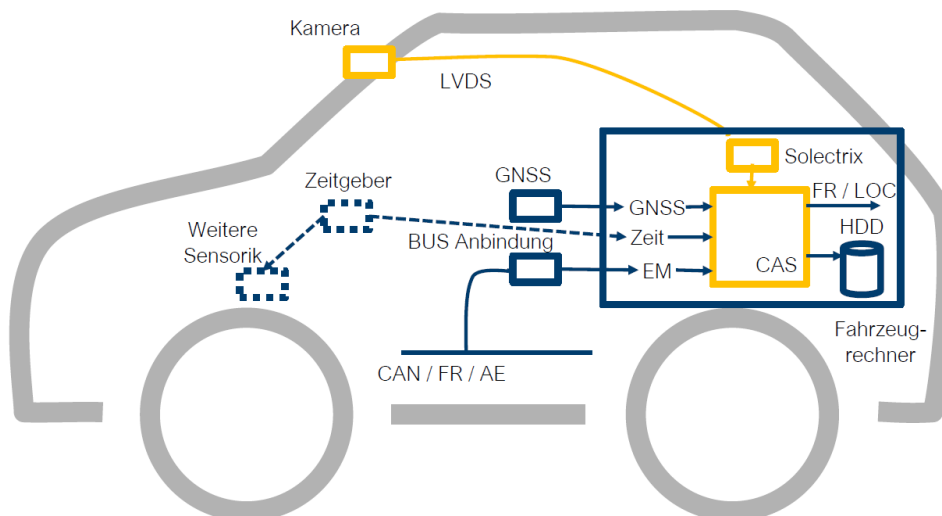 Kamera
LVDS
Solectrix
GNSS
Zeitgeber
FR / LOC
GNSS
HDD
Weitere
Sensorik
BUS Anbindung
Zeit
EM
CAS
Fahrzeug-
rechner
CAN / FR / AE